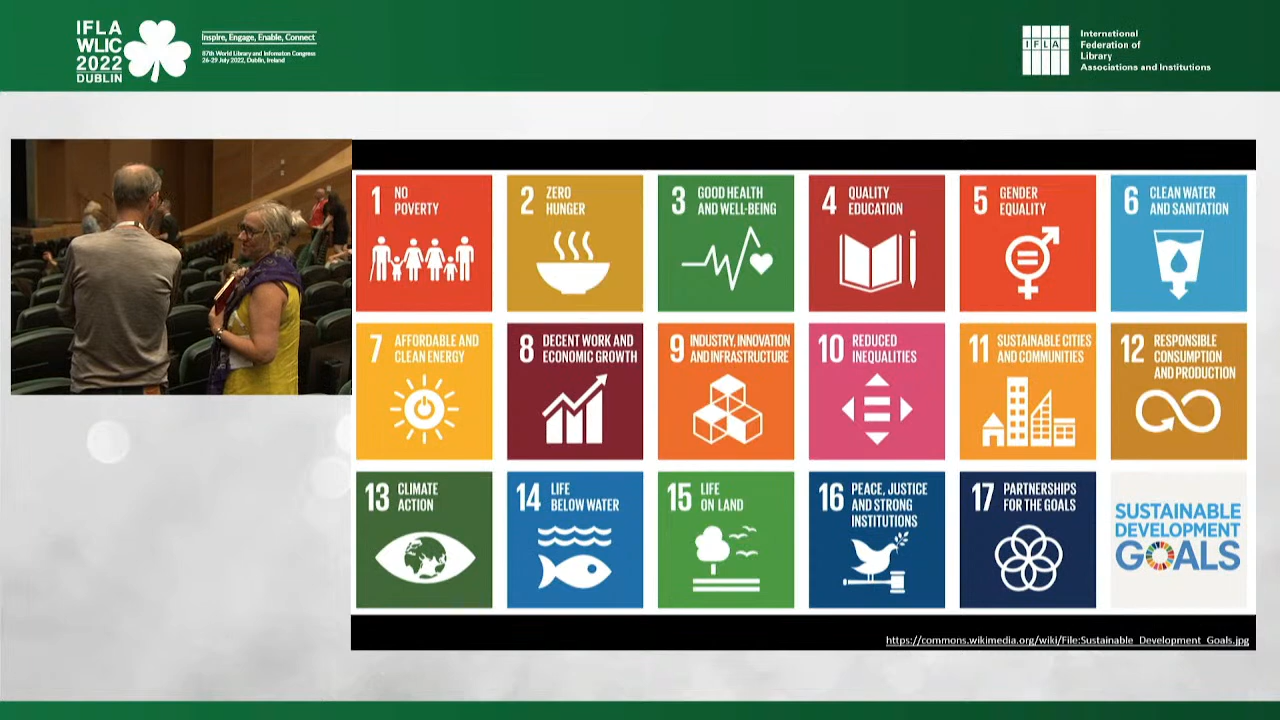 IFLA
WLIC
2022
DUBLIN
Inspire, Engage, Enable, Connect
87th World Library and Infomation Congress
26-29 July 2022, Dublin, Ireland
IFLA
International
Federation of
Library
Associations and Institutions
1 NO
POVERTY
2 ZERO
HUNGER
3 GOOD HEALTH
AND WELL-BEING
4 QUALITY
EDUCATION
5 GENDER
EQUALITY
6 CLEAN WATER
AND SANITATION
7 AFFORDABLE AND
CLEAN ENERGY
8 DECENT WORK AND
ECONOMIC GROWTH
9 INDUSTRY, INNOVATION
AND INFRASTRUCTURE
10 REDUCED
INEQUALITIES
11 SUSTAINABLE CITIES
AND COMMUNITIES
12 RESPONSIBLE
CONSUMPTION
AND PRODUCTION
13 CLIMATE
ACTION
14 LIFE
BELOW WATER
15 LIFE
ON LAND
16 PEACE, JUSTICE
AND STRONG
INSTITUTIONS
17 PARTNERSHIPS
FOR THE GOALS
SUSTAINABLE
DEVELOPMENT
GOALS
https://commons.wikimedia.org/wiki/File:Sustainable_Development_Goals.jpg